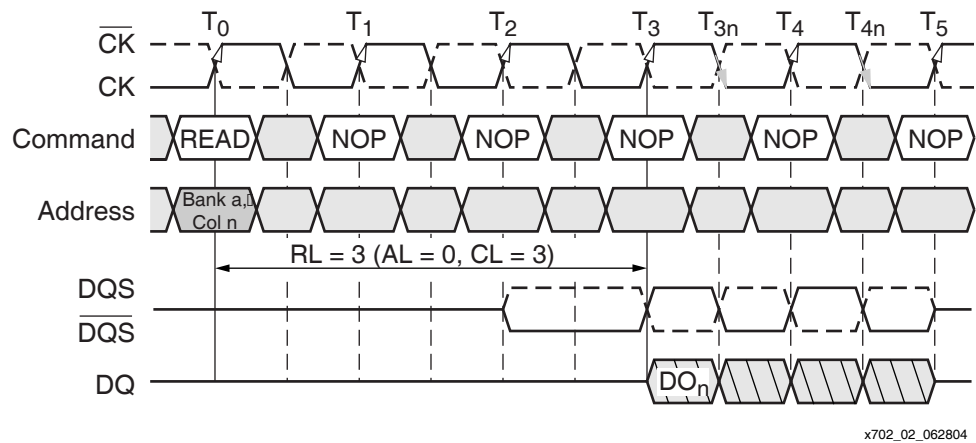 T0 T1 T2 T3 T3n T4 T4n T5
CK
CK
Command READ NOP NOP NOP NOP NOP
Address Bank a,
Col n
RL = 3 (AL = 0, CL = 3)
DQS
DQS
DQ DOn
x702_02_062804